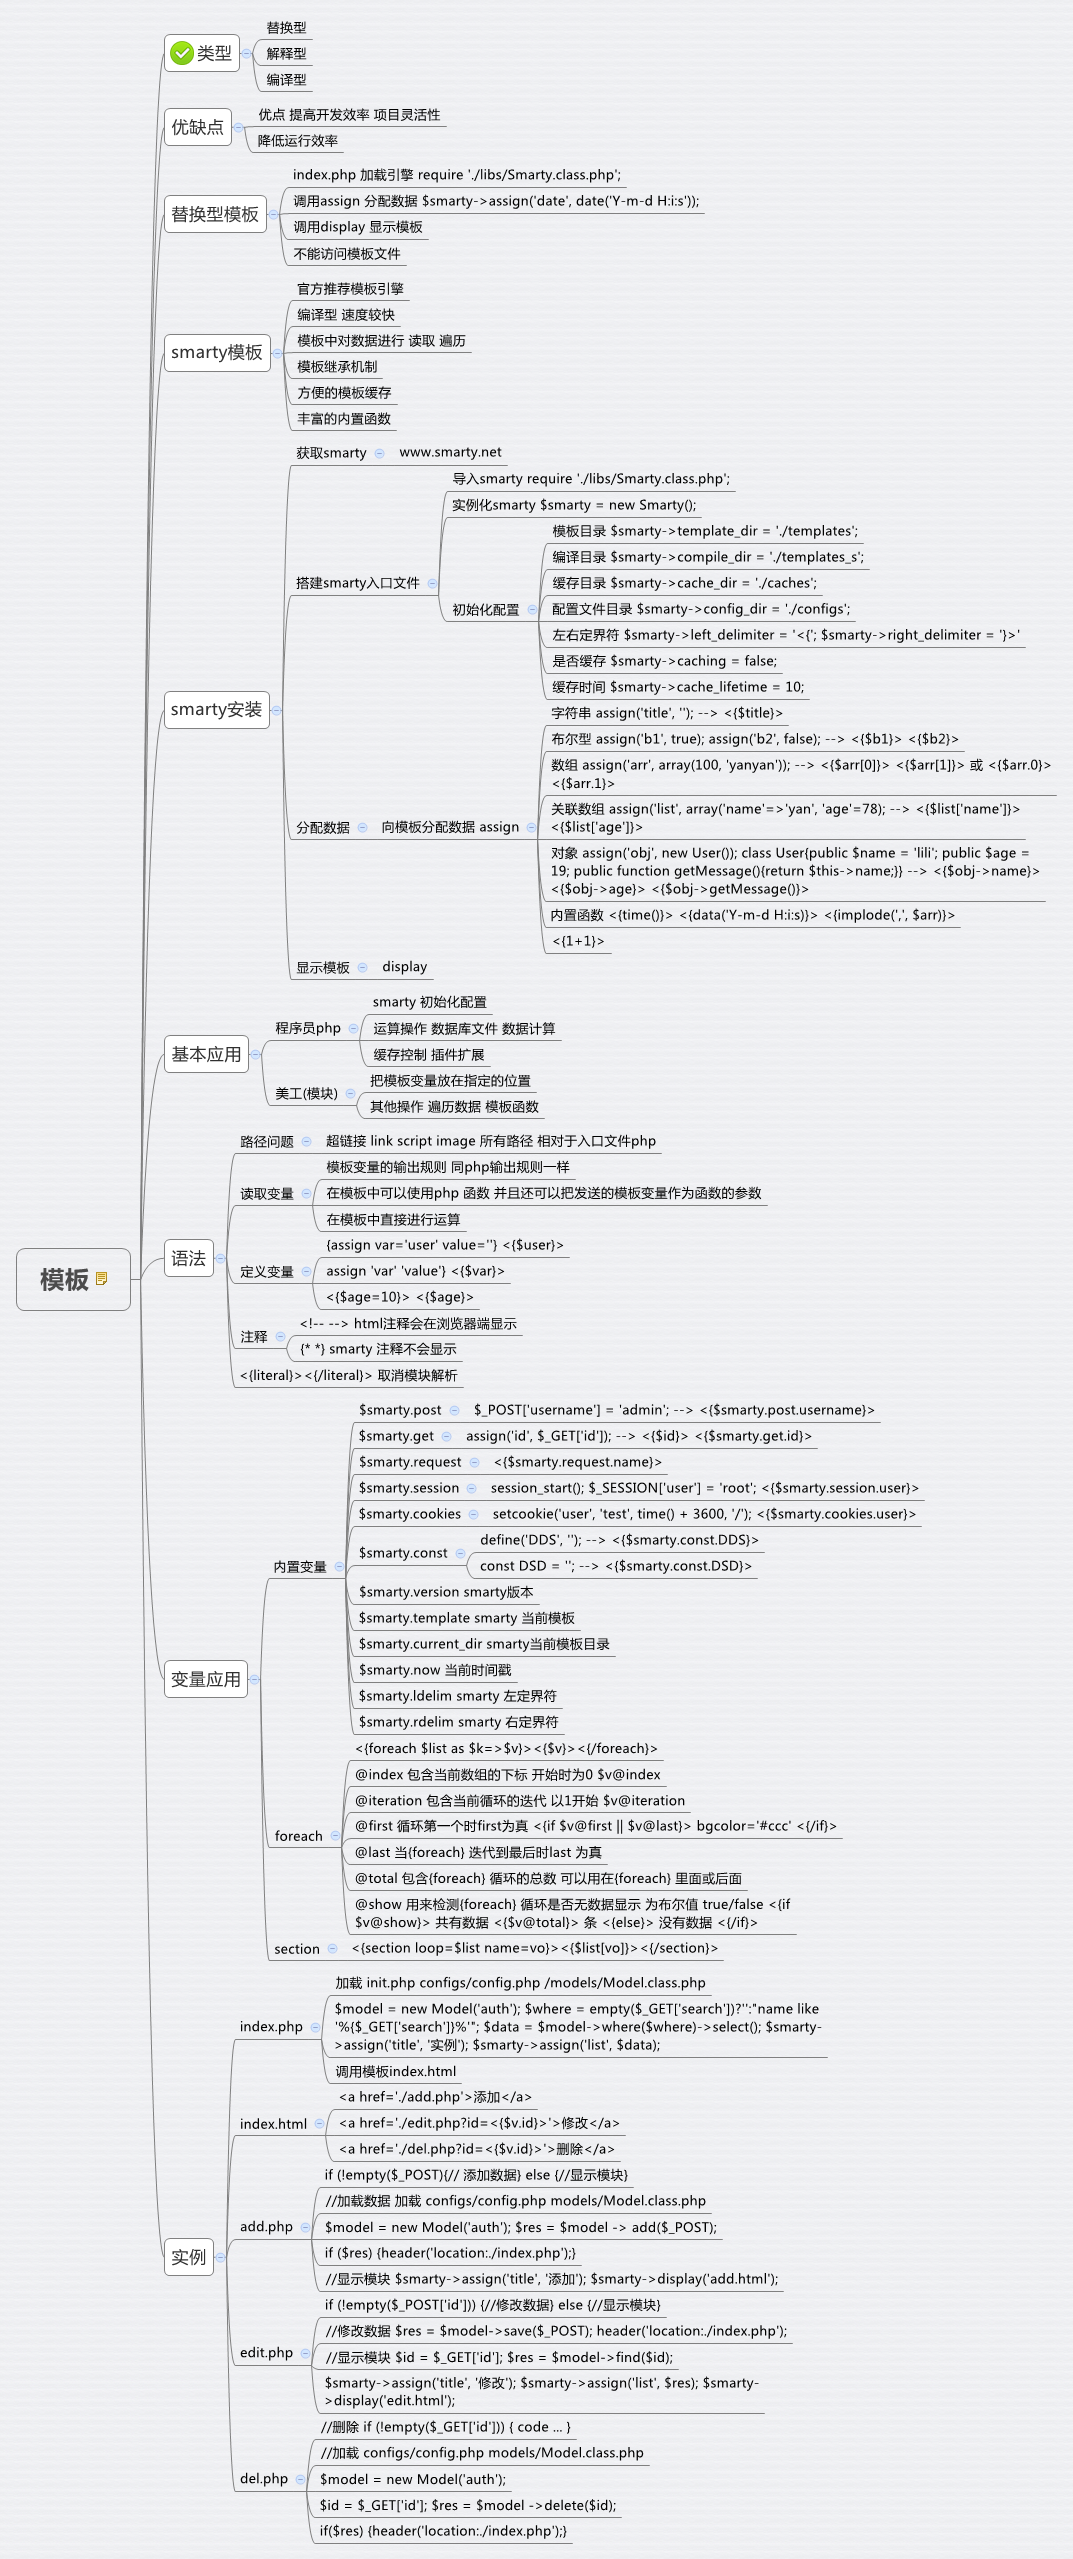 模板
类型
替换型
解释型
编译型
优缺点
优点 提高开发效率 项目灵活性
降低运行效率
替换型模板
index.php 加载引擎 require './libs/Smarty.class.php';
调用assign 分配数据 $smarty->assign('date', date('Y-m-d H:i:s'));
调用display 显示模板
不能访问模板文件
smarty模板
官方推荐模板引擎
编译型 速度较快
模板中对数据进行 读取 遍历
模板继承机制
方便的模板缓存
丰富的内置函数
smarty安装
获取smarty
www.smarty.net
搭建smarty入口文件
导入smarty require './libs/Smarty.class.php';
实例化smarty $smarty = new Smarty();
初始化配置
模板目录 $smarty->template_dir = './templates';
编译目录 $smarty->compile_dir = './templates_s';
缓存目录 $smarty->cache_dir = './caches';
配置文件目录 $smarty->config_dir = './configs';
左右定界符 $smarty->left_delimiter = '<{'; $smarty->right_delimiter = '}>'
是否缓存 $smarty->caching = false;
缓存时间 $smarty->cache_lifetime = 10;
分配数据
向模板分配数据 assign
字符串 assign('title', ''); --> <{$title}>
布尔型 assign('b1', true); assign('b2', false); --> <{$b1}> <{$b2}>
数组 assign('arr', array(100, 'yanyan')); --> <{$arr[0]}> <{$arr[1]}> 或 <{$arr.0}>
<{$arr.1}>
关联数组 assign('list', array('name'=>'yan', 'age'=78); --> <{$list['name']}>
<{$list['age']}>
对象 assign('obj', new User()); class User{public $name = 'lili'; public $age =
19; public function getMessage(){return $this->name;}} --> <{$obj->name}>
<{$obj->age}> <{$obj->getMessage()}>
内置函数 <{time()}> <{data('Y-m-d H:i:s)}> <{implode(',', $arr)}>
<{1+1}>
显示模板
display
基本应用
程序员php
smarty 初始化配置
运算操作 数据库文件 数据计算
缓存控制 插件扩展
美工(模块)
把模板变量放在指定的位置
其他操作 遍历数据 模板函数
语法
路径问题
超链接 link script image 所有路径 相对于入口文件php
读取变量
模板变量的输出规则 同php输出规则一样
在模板中可以使用php 函数 并且还可以把发送的模板变量作为函数的参数
在模板中直接进行运算
定义变量
{assign var='user' value=''} <{$user}>
assign 'var' 'value'} <{$var}>
<{$age=10}> <{$age}>
注释
<!-- --> html注释会在浏览器端显示
{* *} smarty 注释不会显示
<{literal}><{/literal}> 取消模块解析
变量应用
内置变量
$smarty.post
$_POST['username'] = 'admin'; --> <{$smarty.post.username}>
$smarty.get
assign('id', $_GET['id']); --> <{$id}> <{$smarty.get.id}>
$smarty.request
<{$smarty.request.name}>
$smarty.session
session_start(); $_SESSION['user'] = 'root'; <{$smarty.session.user}>
$smarty.cookies
setcookie('user', 'test', time() + 3600, '/'); <{$smarty.cookies.user}>
$smarty.const
define('DDS', ''); --> <{$smarty.const.DDS}>
const DSD = ''; --> <{$smarty.const.DSD}>
$smarty.version smarty版本
$smarty.template smarty 当前模板
$smarty.current_dir smarty当前模板目录
$smarty.now 当前时间戳
$smarty.ldelim smarty 左定界符
$smarty.rdelim smarty 右定界符
foreach
<{foreach $list as $k=>$v}><{$v}><{/foreach}>
@index 包含当前数组的下标 开始时为0 $v@index
@iteration 包含当前循环的迭代 以1开始 $v@iteration
@first 循环第一个时first为真 <{if $v@first || $v@last}> bgcolor='#ccc' <{/if}>
@last 当{foreach} 迭代到最后时last 为真
@total 包含{foreach} 循环的总数 可以用在{foreach} 里面或后面
@show 用来检测{foreach} 循环是否无数据显示 为布尔值 true/false <{if
$v@show}> 共有数据 <{$v@total}> 条 <{else}> 没有数据 <{/if}>
section
<{section loop=$list name=vo}><{$list[vo]}><{/section}>
实例
index.php
加载 init.php configs/config.php /models/Model.class.php
$model = new Model('auth'); $where = empty($_GET['search'])?'':"name like
'%{$_GET['search']}%'"; $data = $model->where($where)->select(); $smarty-
>assign('title', '实例'); $smarty->assign('list', $data);
调用模板index.html
index.html
<a href='./add.php'>添加</a>
<a href='./edit.php?id=<{$v.id}>'>修改</a>
<a href='./del.php?id=<{$v.id}>'>删除</a>
add.php
if (!empty($_POST){// 添加数据} else {//显示模块}
//加载数据 加载 configs/config.php models/Model.class.php
$model = new Model('auth'); $res = $model -> add($_POST);
if ($res) {header('location:./index.php');}
//显示模块 $smarty->assign('title', '添加'); $smarty->display('add.html');
edit.php
if (!empty($_POST['id'])) {//修改数据} else {//显示模块}
//修改数据 $res = $model->save($_POST); header('location:./index.php');
//显示模块 $id = $_GET['id']; $res = $model->find($id);
$smarty->assign('title', '修改'); $smarty->assign('list', $res); $smarty-
>display('edit.html');
del.php
//删除 if (!empty($_GET['id'])) { code ... }
//加载 configs/config.php models/Model.class.php
$model = new Model('auth');
$id = $_GET['id']; $res = $model ->delete($id);
if($res) {header('location:./index.php');}